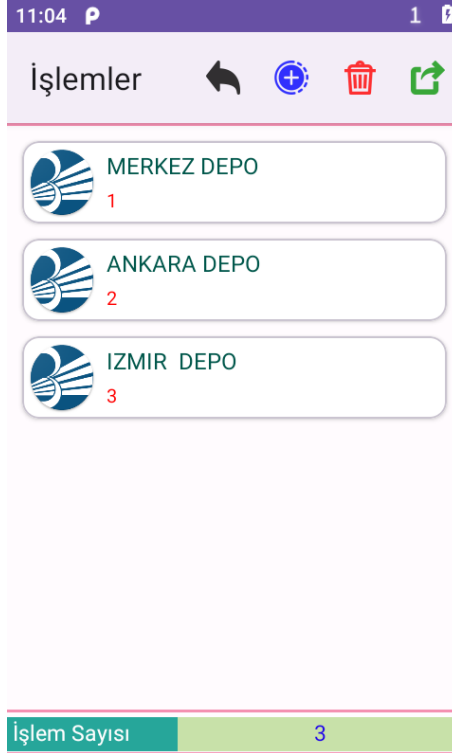 11:04 1
İşlemler
MERKEZ DEPO
1
ANKARA DEPO
2
IZMIR  DEPO
3
İşlem Sayısı 3